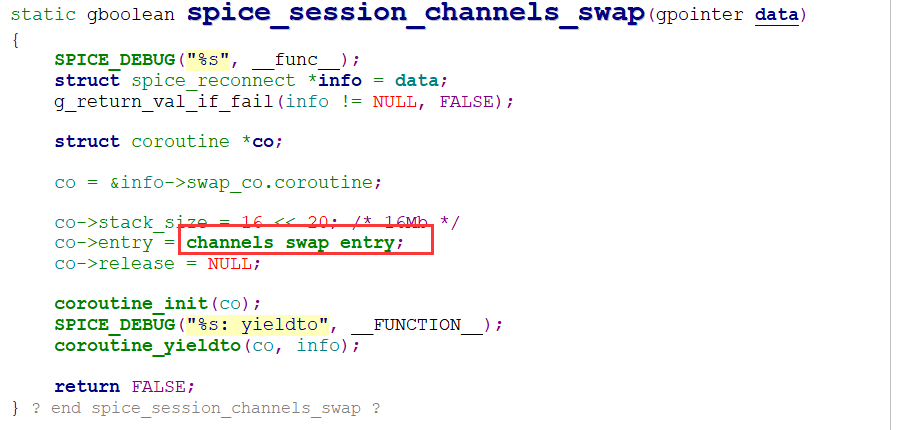 static gboolean spice_session_channels_swap(gpointer data)
{
    SPICE_DEBUG("%s", __func__);
    struct spice_reconnect *info = data;
    g_return_val_if_fail(info != NULL, FALSE);
    struct coroutine *co;
    co = &info->swap_co.coroutine;
    co->stack_size = 16 << 20; /* 16Mb */
    co->entry = channels_swap_entry;
    co->release = NULL;
    coroutine_init(co);
    SPICE_DEBUG("%s: yieldto", __FUNCTION__);
    coroutine_yieldto(co, info);
    return FALSE;
} ? end spice_session_channels_swap ?